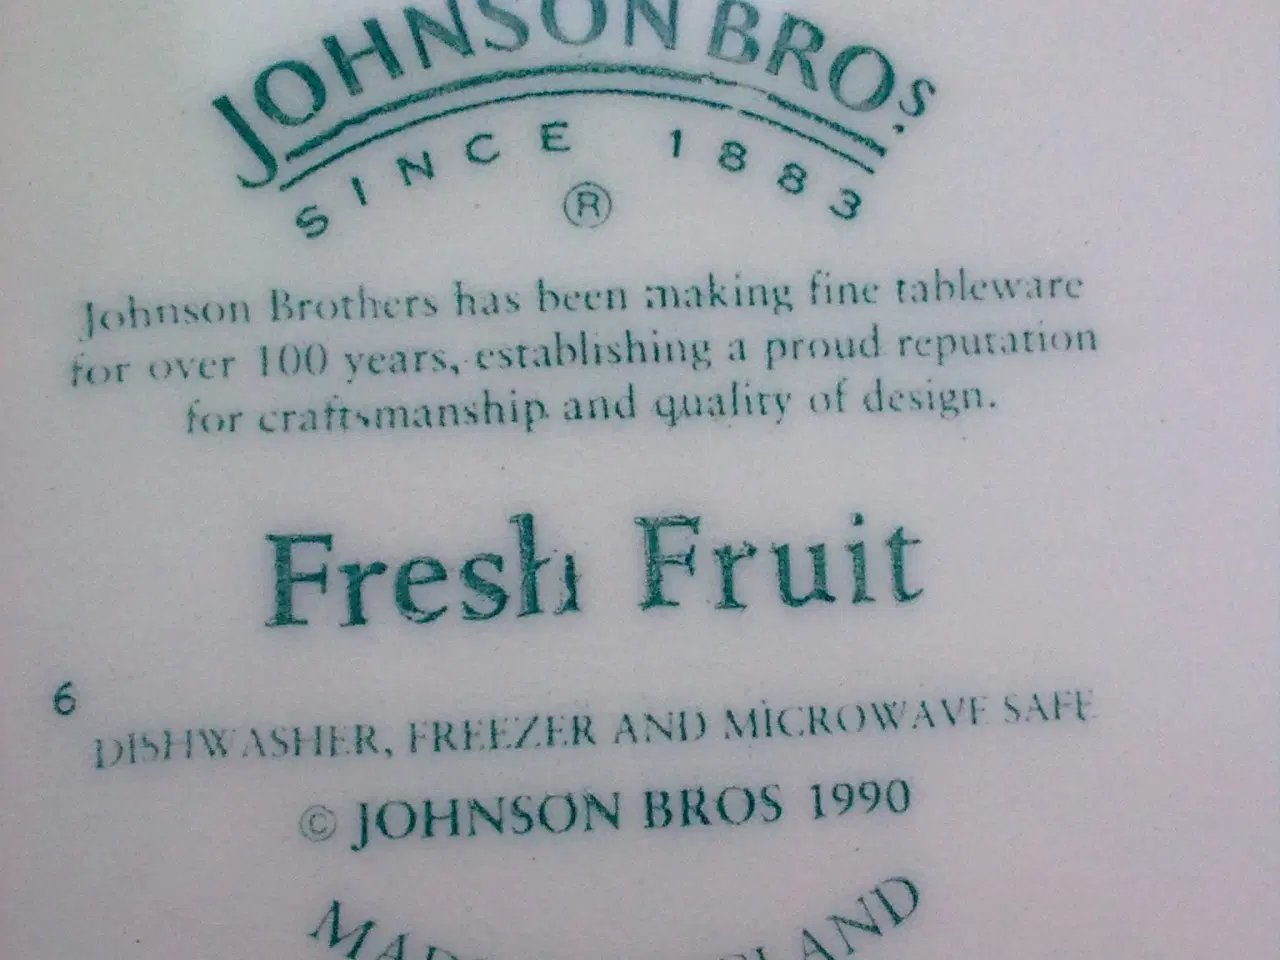 JOHNSON BROS.
SINCE 1883
®
Johnson Brothers has been making fine tableware
for over 100 years, establishing a proud reputation
for craftsmanship and quality of design.
Fresh Fruit
6
DISHWASHER, FREEZER AND MICROWAVE SAFE
© JOHNSON BROS 1990